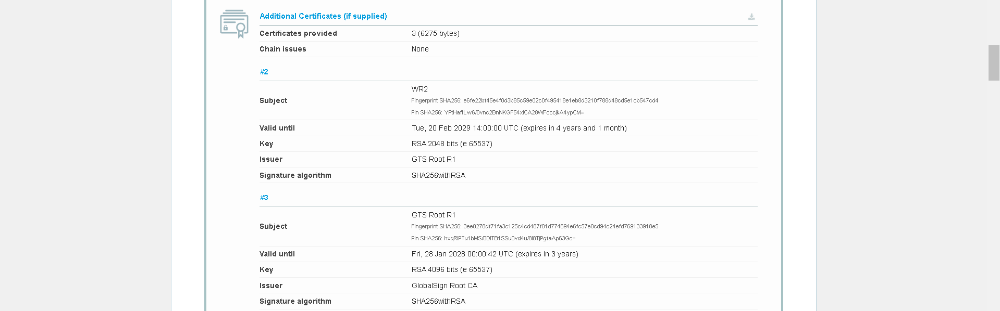 Additional Certificates (if supplied)
Certificates provided 3 (6275 bytes)
Chain issues None
#2
Subject WR2
Fingerprint SHA256: e6fe22bf45e4f0d3b85c59e02c0f495418e1eb8d3210f788d48cd5e1cb547cd4
Pin SHA256: YPtHaftLw6/0vnc2BnNKGF54xiCA28WFcccjkA4ypCM=
Valid until Tue, 20 Feb 2029 14:00:00 UTC (expires in 4 years and 1 month)
Key RSA 2048 bits (e 65537)
Issuer GTS Root R1
Signature algorithm SHA256withRSA
#3
Subject GTS Root R1
Fingerprint SHA256: 3ee0278df71fa3c125c4cd487f01d774694e6fc57e0cd94c24efd769133918e5
Pin SHA256: hxqRlPTu1bMS/0DITB1SSu0vd4u/8l8TjPgfaAp63Gc=
Valid until Fri, 28 Jan 2028 00:00:42 UTC (expires in 3 years)
Key RSA 4096 bits (e 65537)
Issuer GlobalSign Root CA
Signature algorithm SHA256withRSA